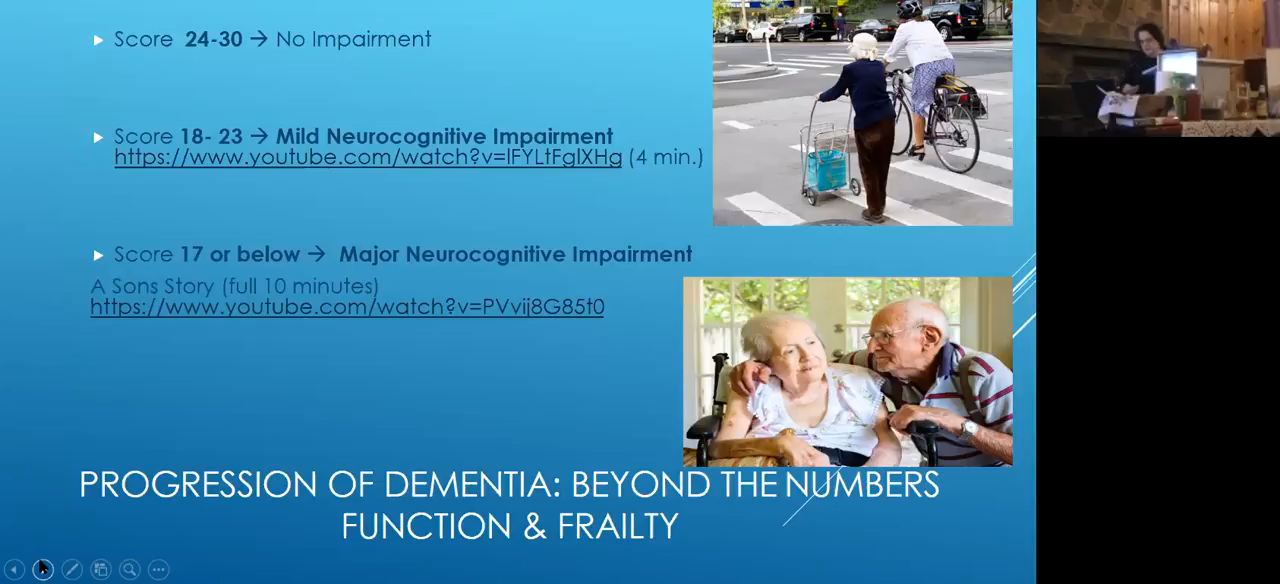 Score 24-30 → No Impairment
Score 18- 23 → Mild Neurocognitive Impairment
https://www.youtube.com/watch?v=lFYLtFglXHg (4 min.)
Score 17 or below → Major Neurocognitive Impairment
A Sons Story (full 10 minutes)
https://www.youtube.com/watch?v=PVvij8G85t0
PROGRESSION OF DEMENTIA: BEYOND THE NUMBERS
FUNCTION & FRAILTY